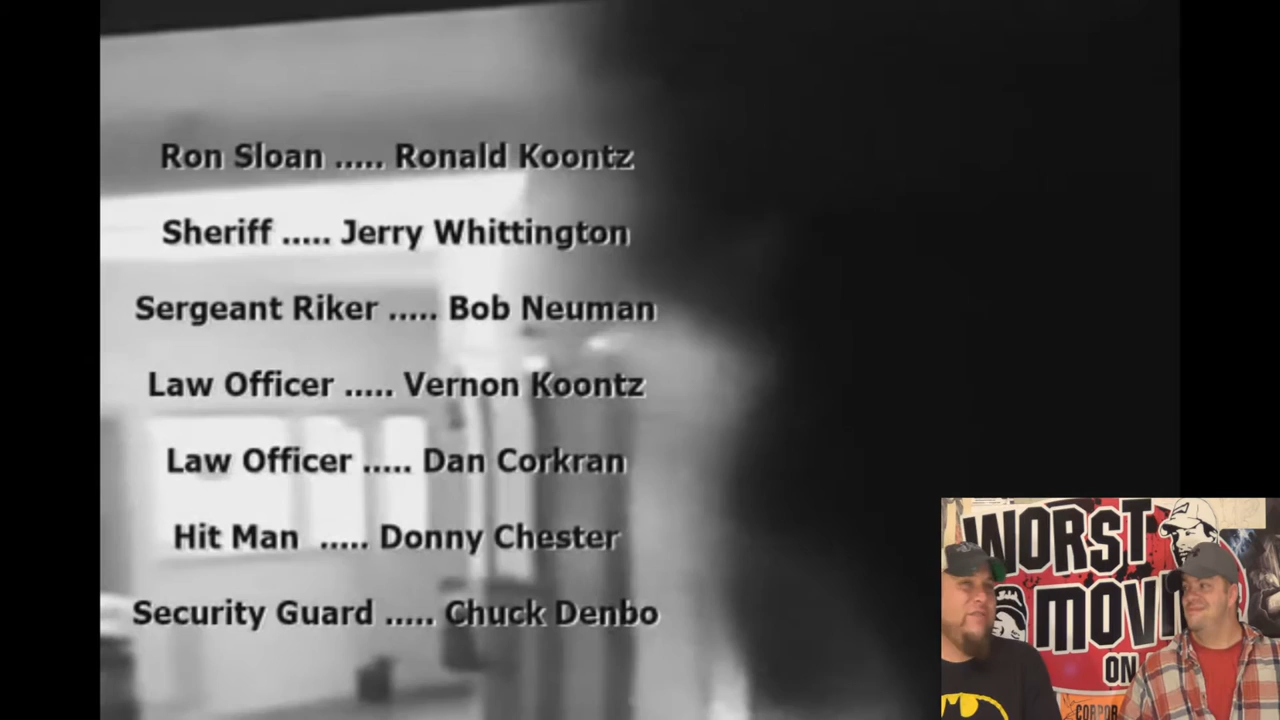 Ron Sloan ..... Ronald Koontz
Sheriff ..... Jerry Whittington
Sergeant Riker ..... Bob Neuman
Law Officer ..... Vernon Koontz
Law Officer ..... Dan Corkran
Hit Man ..... Donny Chester
Security Guard ..... Chuck Denbo
WORST
ON